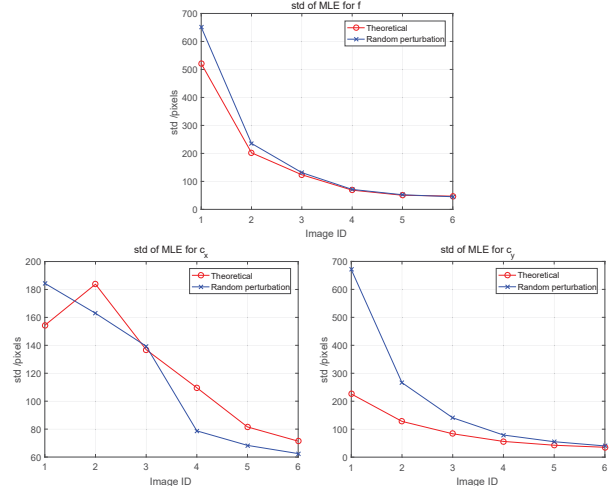 std of MLE for f
700
600
500
400
300
200
100
0
std /pixels
Theoretical
Random perturbation
1 2 3 4 5 6
Image ID
std of MLE for c_x
200
180
160
140
120
100
80
60
std /pixels
Theoretical
Random perturbation
1 2 3 4 5 6
Image ID
std of MLE for c_y
700
600
500
400
300
200
100
0
std /pixels
Theoretical
Random perturbation
1 2 3 4 5 6
Image ID